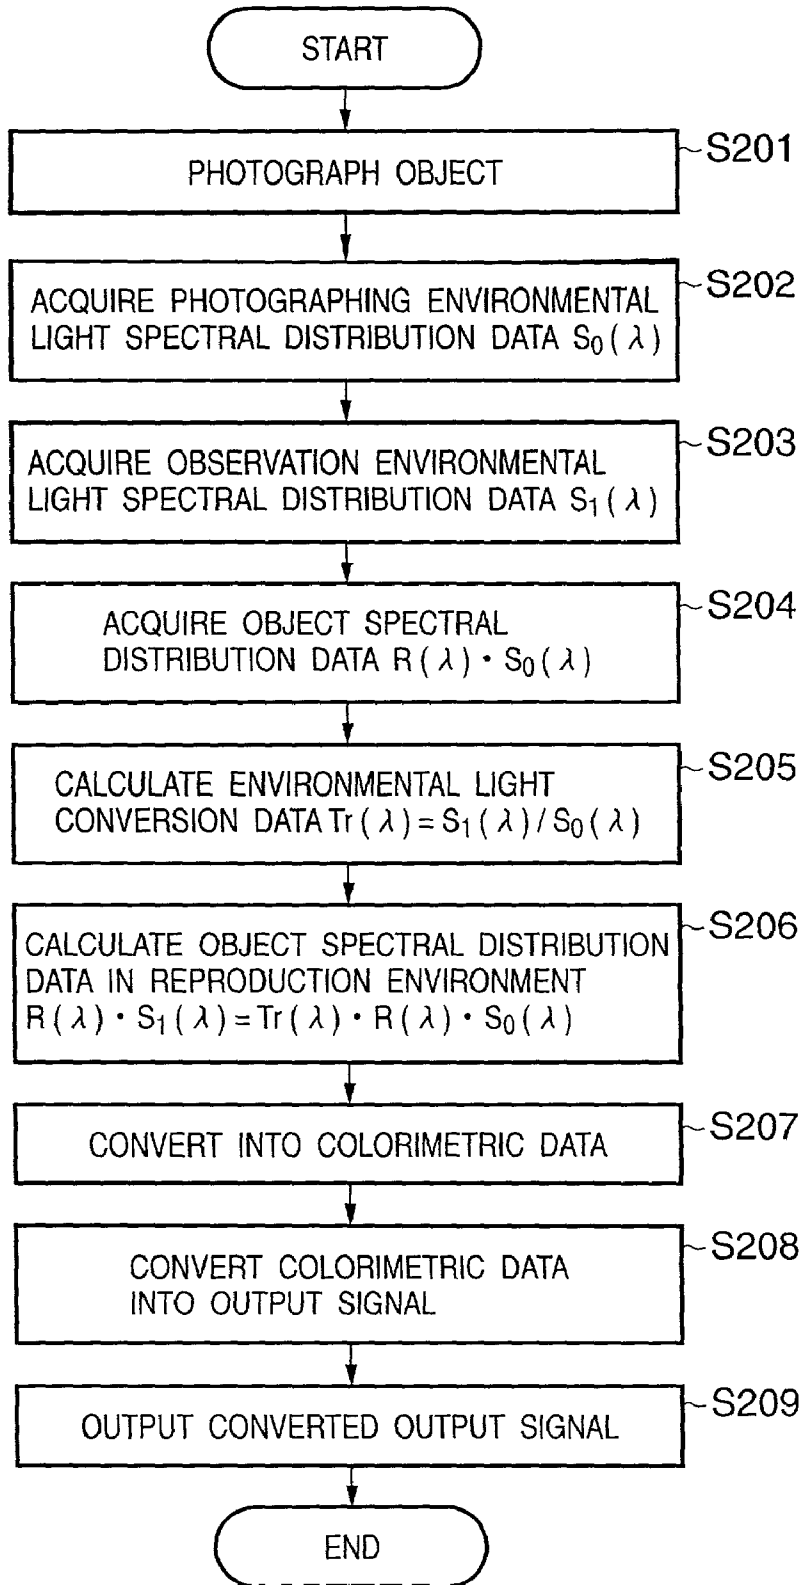 START
PHOTOGRAPH OBJECT
S201
ACQUIRE PHOTOGRAPHING ENVIRONMENTAL
LIGHT SPECTRAL DISTRIBUTION DATA S₀(λ)
S202
ACQUIRE OBSERVATION ENVIRONMENTAL
LIGHT SPECTRAL DISTRIBUTION DATA S₁(λ)
S203
ACQUIRE OBJECT SPECTRAL
DISTRIBUTION DATA R(λ)・S₀(λ)
S204
CALCULATE ENVIRONMENTAL LIGHT
CONVERSION DATA Tr(λ)=S₁(λ)/S₀(λ)
S205
CALCULATE OBJECT SPECTRAL DISTRIBUTION
DATA IN REPRODUCTION ENVIRONMENT
R(λ)・S₁(λ)=Tr(λ)・R(λ)・S₀(λ)
S206
CONVERT INTO COLORIMETRIC DATA
S207
CONVERT COLORIMETRIC DATA
INTO OUTPUT SIGNAL
S208
OUTPUT CONVERTED OUTPUT SIGNAL
S209
END